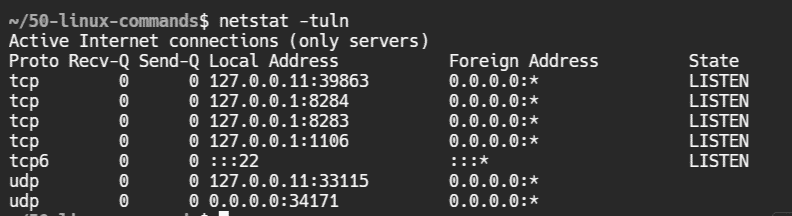 ~/50-linux-commands$ netstat -tuln
Active Internet connections (only servers)
Proto Recv-Q Send-Q Local Address           Foreign Address         State
tcp        0      0 127.0.0.11:39863        0.0.0.0:*               LISTEN
tcp        0      0 127.0.0.1:8284          0.0.0.0:*               LISTEN
tcp        0      0 127.0.0.1:8283          0.0.0.0:*               LISTEN
tcp        0      0 127.0.0.1:1106          0.0.0.0:*               LISTEN
tcp6       0      0 :::22                   :::*                    LISTEN
udp        0      0 127.0.0.11:33115        0.0.0.0:*
udp        0      0 0.0.0.0:34171           0.0.0.0:*
~/50-linux-commands$